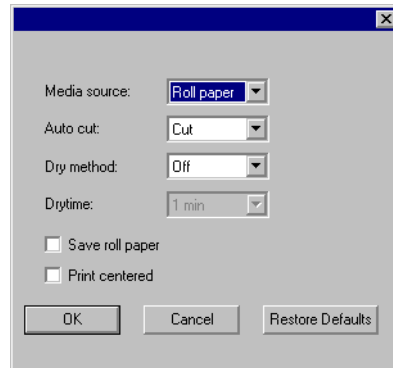 Media source: Roll paper
Auto cut: Cut
Dry method: Off
Drytime: 1 min
Save roll paper
Print centered
OK Cancel Restore Defaults